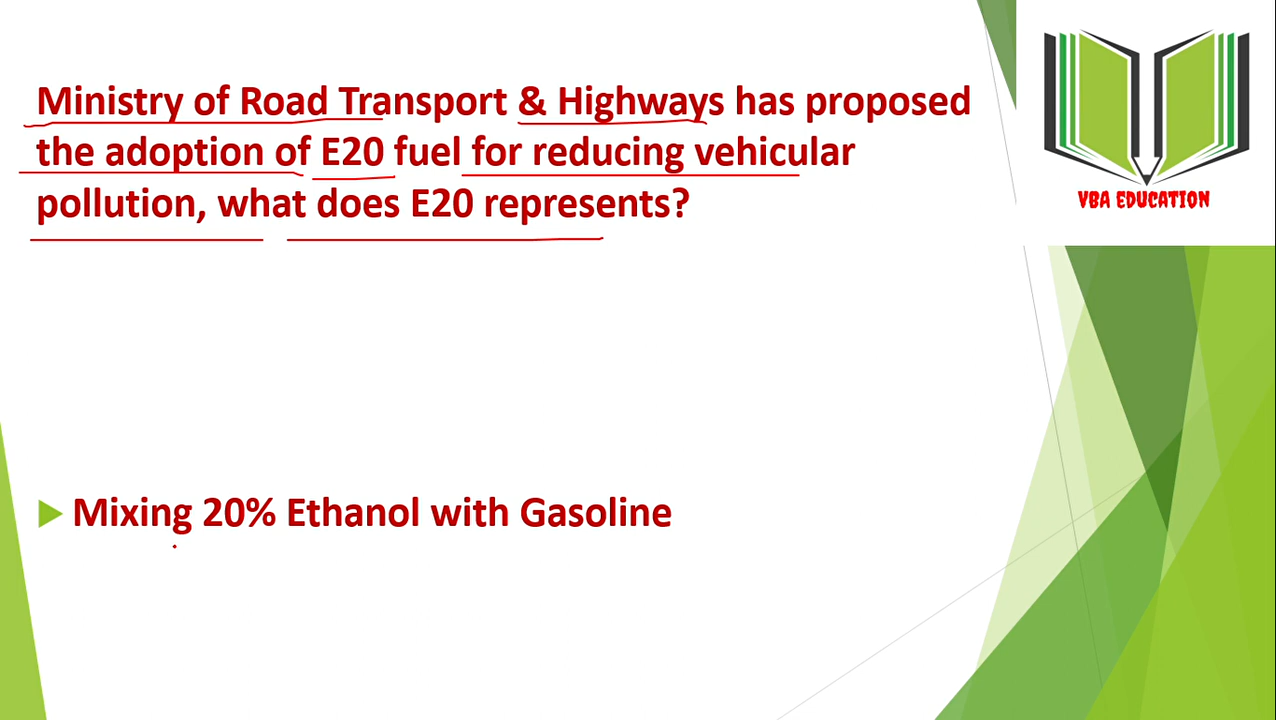 Ministry of Road Transport & Highways has proposed
the adoption of E20 fuel for reducing vehicular
pollution, what does E20 represents?
VBA EDUCATION
Mixing 20% Ethanol with Gasoline